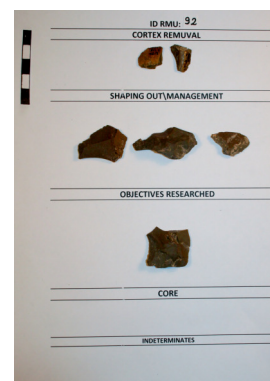 ID RMU: 92
CORTEX REMUVAL
SHAPING OUT\MANAGEMENT
OBJECTIVES RESEARCHED
CORE
INDETERMINATES